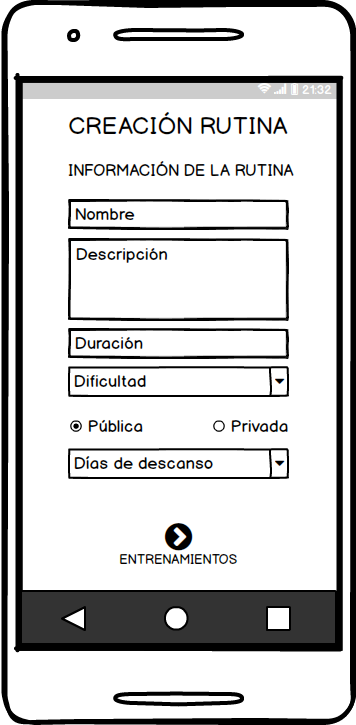 21:32
CREACIÓN RUTINA
INFORMACIÓN DE LA RUTINA
Nombre
Descripción
Duración
Dificultad
Pública Privada
Días de descanso
ENTRENAMIENTOS